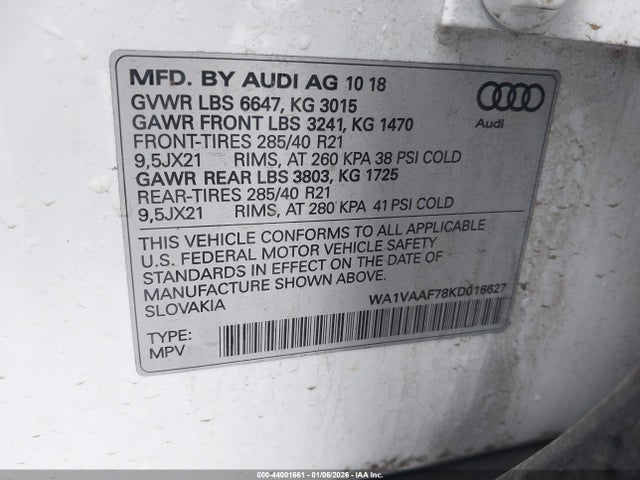 MFD. BY AUDI AG 10 18
GVWR LBS 6647, KG 3015
GAWR FRONT LBS 3241, KG 1470
FRONT-TIRES 285/40 R21
9,5JX21 RIMS, AT 260 KPA 38 PSI COLD
GAWR REAR LBS 3803, KG 1725
REAR-TIRES 285/40 R21
9,5JX21 RIMS, AT 280 KPA 41 PSI COLD
Audi
THIS VEHICLE CONFORMS TO ALL APPLICABLE
U.S. FEDERAL MOTOR VEHICLE SAFETY
STANDARDS IN EFFECT ON THE DATE OF
MANUFACTURE SHOWN ABOVE.
SLOVAKIA
WA1VAAF78KD016627
TYPE:
MPV
000-44001661 - 01/06/2026 - IAA Inc.